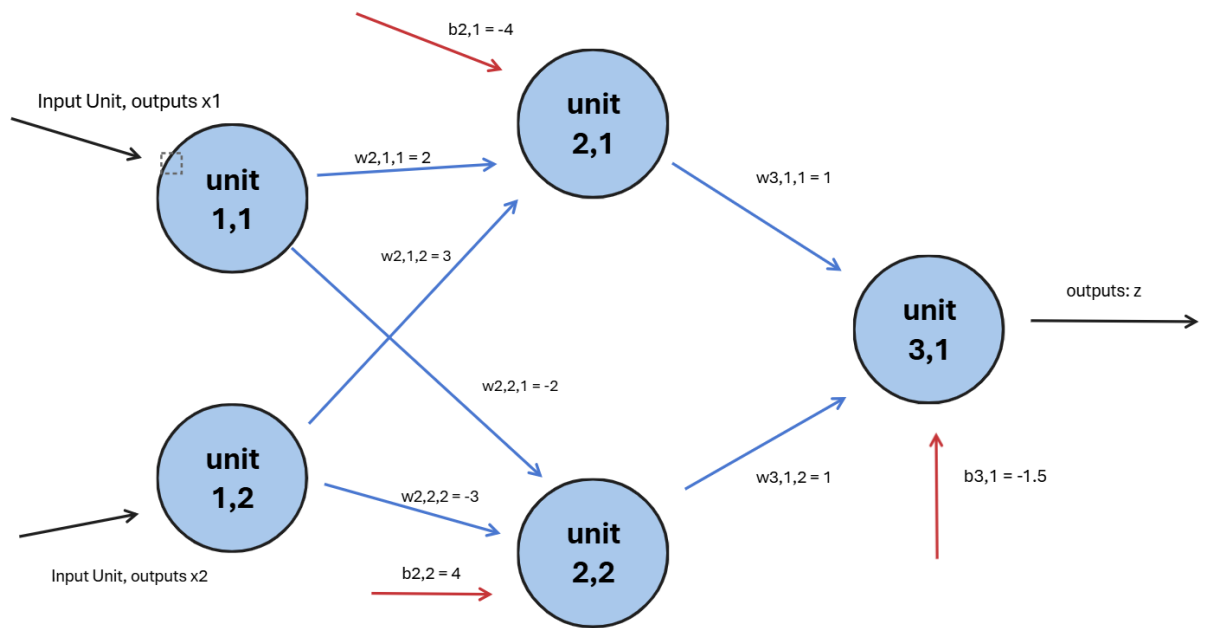 b2,1 = -4
Input Unit, outputs x1
unit
2,1
w2,1,1 = 2
unit
1,1
w3,1,1 = 1
w2,1,2 = 3
outputs: z
unit
3,1
w2,2,1 = -2
unit
1,2
w3,1,2 = 1
b3,1 = -1.5
w2,2,2 = -3
unit
2,2
Input Unit, outputs x2
b2,2 = 4